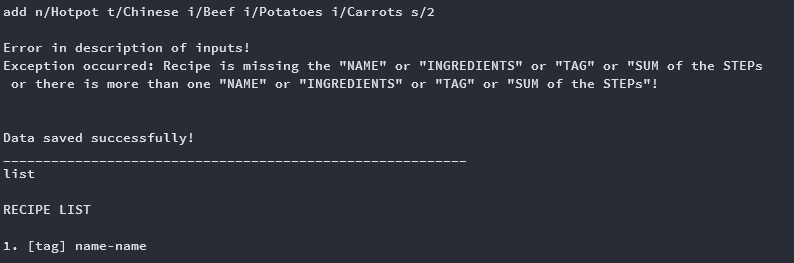 add n/Hotpot t/Chinese i/Beef i/Potatoes i/Carrots s/2
Error in description of inputs!
Exception occurred: Recipe is missing the "NAME" or "INGREDIENTS" or "TAG" or "SUM of the STEPs
or there is more than one "NAME" or "INGREDIENTS" or "TAG" or "SUM of the STEPs"!
Data saved successfully!
____________________________________________________________
list
RECIPE LIST
1. [tag] name-name